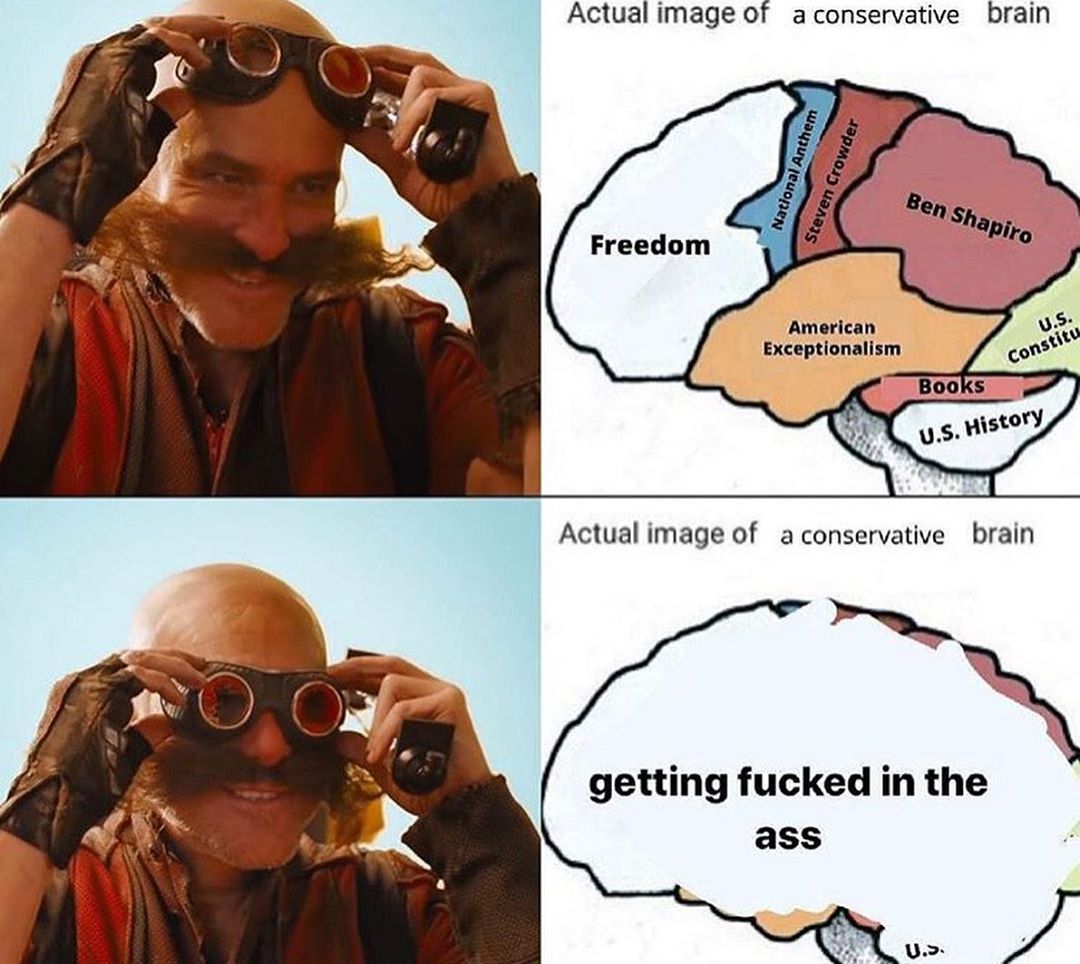 Actual image of a conservative brain
National Anthem
Steven Crowder
Ben Shapiro
Freedom
American
Exceptionalism
U.S.
Constitu
Books
U.S. History
Actual image of a conservative brain
getting fucked in the
ass
U.S.